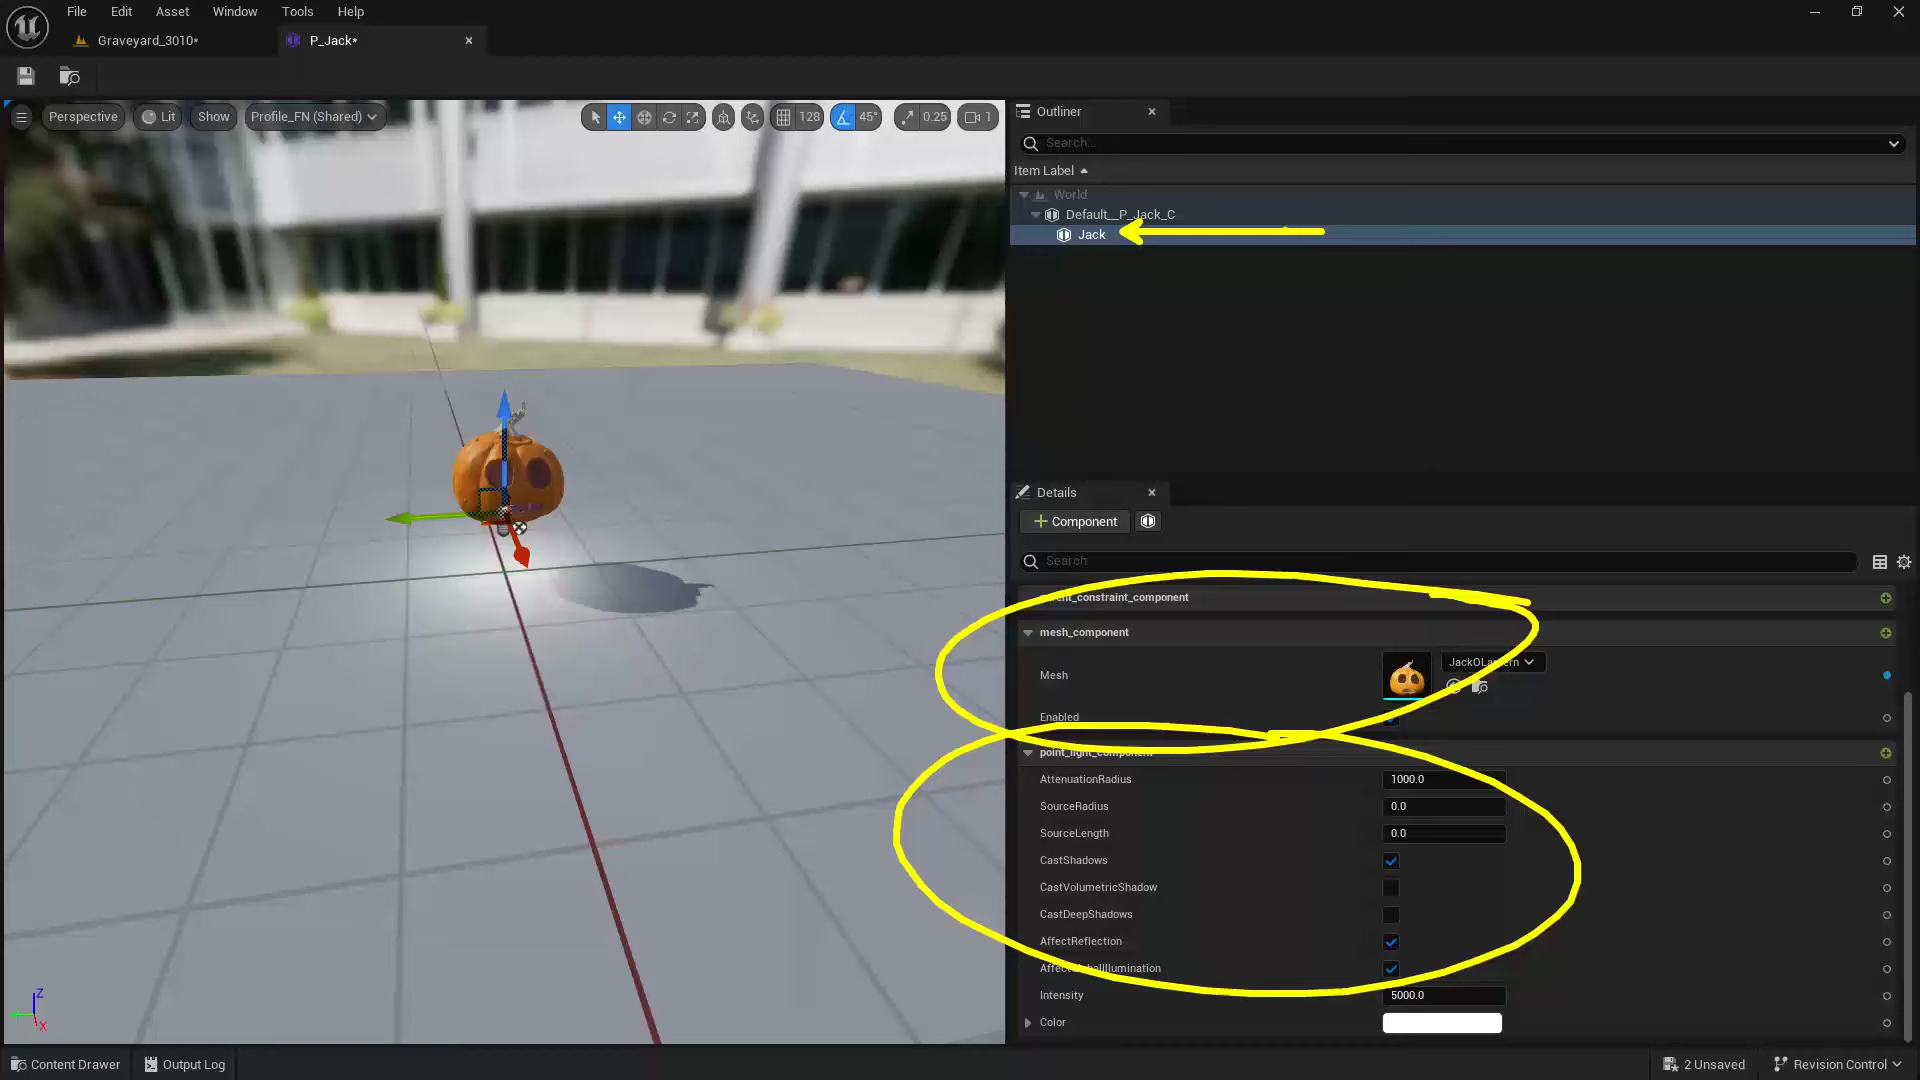 File Edit Asset Window Tools Help
Graveyard_3010*
P_Jack*
Perspective
Lit
Show
Profile_FN (Shared)
128
45°
0.25
1
Outliner
Search...
Item Label
World
Default__P_Jack_C
Jack
Details
Component
Search
mesh_component
Mesh
JackOLantern
Enabled
point_light_component
AttenuationRadius 1000.0
SourceRadius 0.0
SourceLength 0.0
CastShadows
CastVolumetricShadow
CastDeepShadows
AffectReflection
AffectGlobalIllumination
Intensity 5000.0
Color
Content Drawer
Output Log
2 Unsaved
Revision Control
Z
X